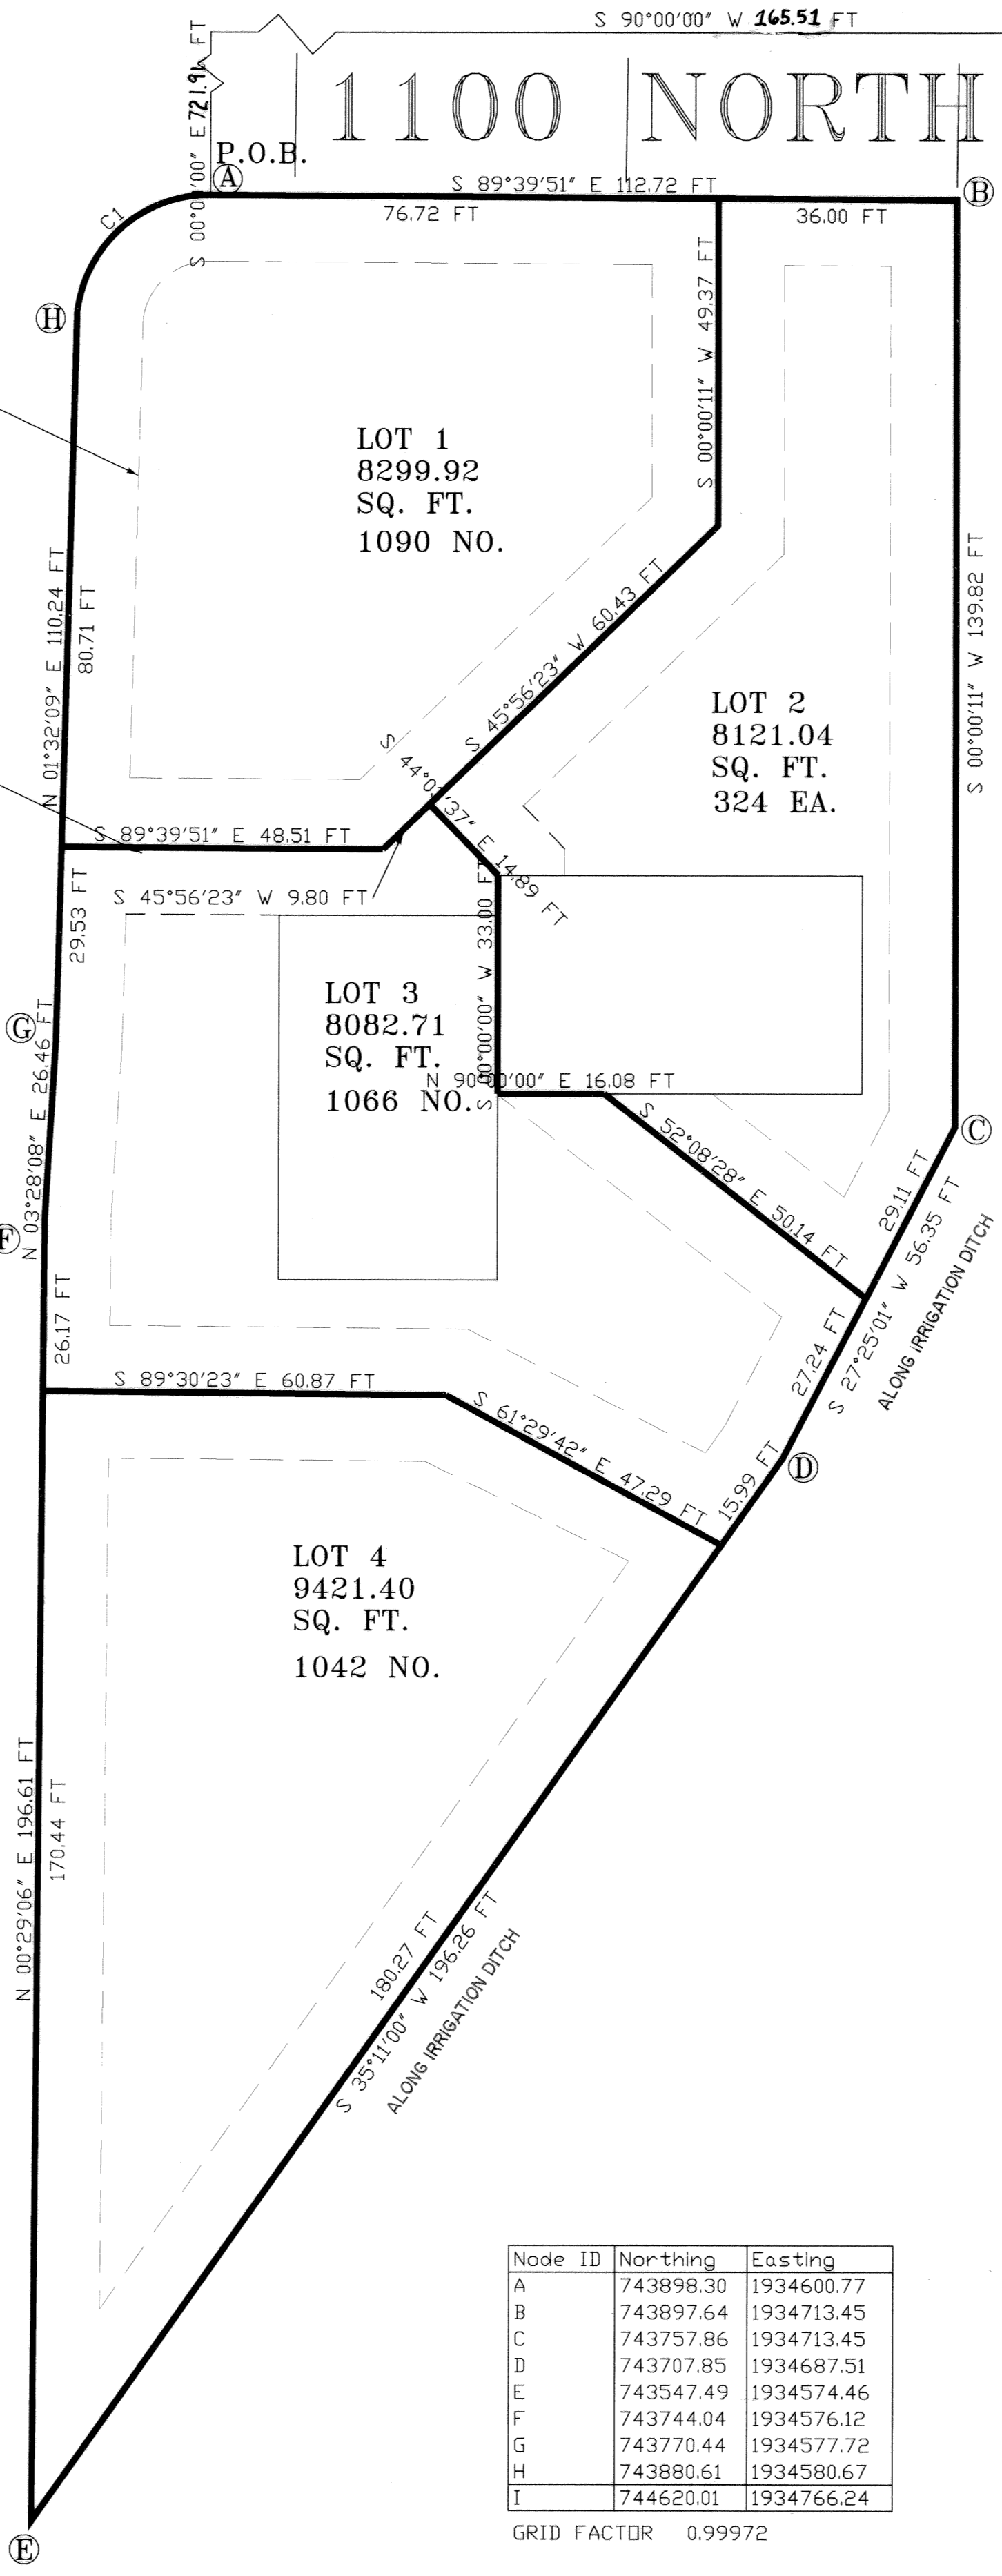 S 90°00'00" W 165.51 FT
S 00°00'00" E 721.96 FT
1100 NORTH
P.O.B.
A
S 89°39'51" E 112.72 FT
B
76.72 FT
36.00 FT
C1
H
S 00°00'11" W 49.37 FT
LOT 1
8299.92
SQ. FT.
1090 NO.
N 01°32'09" E 110.24 FT
80.71 FT
S 45°56'23" W 60.43 FT
S 00°00'11" W 139.82 FT
LOT 2
8121.04
SQ. FT.
324 EA.
S 44°03'37" E 14.89 FT
S 89°39'51" E 48.51 FT
S 45°56'23" W 9.80 FT
29.53 FT
S 00°00'00" W 33.00 FT
LOT 3
8082.71
SQ. FT.
1066 NO.
G
N 03°28'08" E 26.46 FT
N 90°00'00" E 16.08 FT
C
S 52°08'28" E 50.14 FT
29.11 FT
S 27°25'01" W 56.35 FT
ALONG IRRIGATION DITCH
F
26.17 FT
27.24 FT
S 89°30'23" E 60.87 FT
S 61°29'42" E 47.29 FT
15.99 FT
D
LOT 4
9421.40
SQ. FT.
1042 NO.
N 00°29'06" E 196.61 FT
170.44 FT
180.27 FT
S 35°11'00" W 196.26 FT
ALONG IRRIGATION DITCH
Node ID Northing Easting
A 743898.30 1934600.77
B 743897.64 1934713.45
C 743757.86 1934713.45
D 743707.85 1934687.51
E 743547.49 1934574.46
F 743744.04 1934576.12
G 743770.44 1934577.72
H 743880.61 1934580.67
I 744620.01 1934766.24
GRID FACTOR 0.99972
E